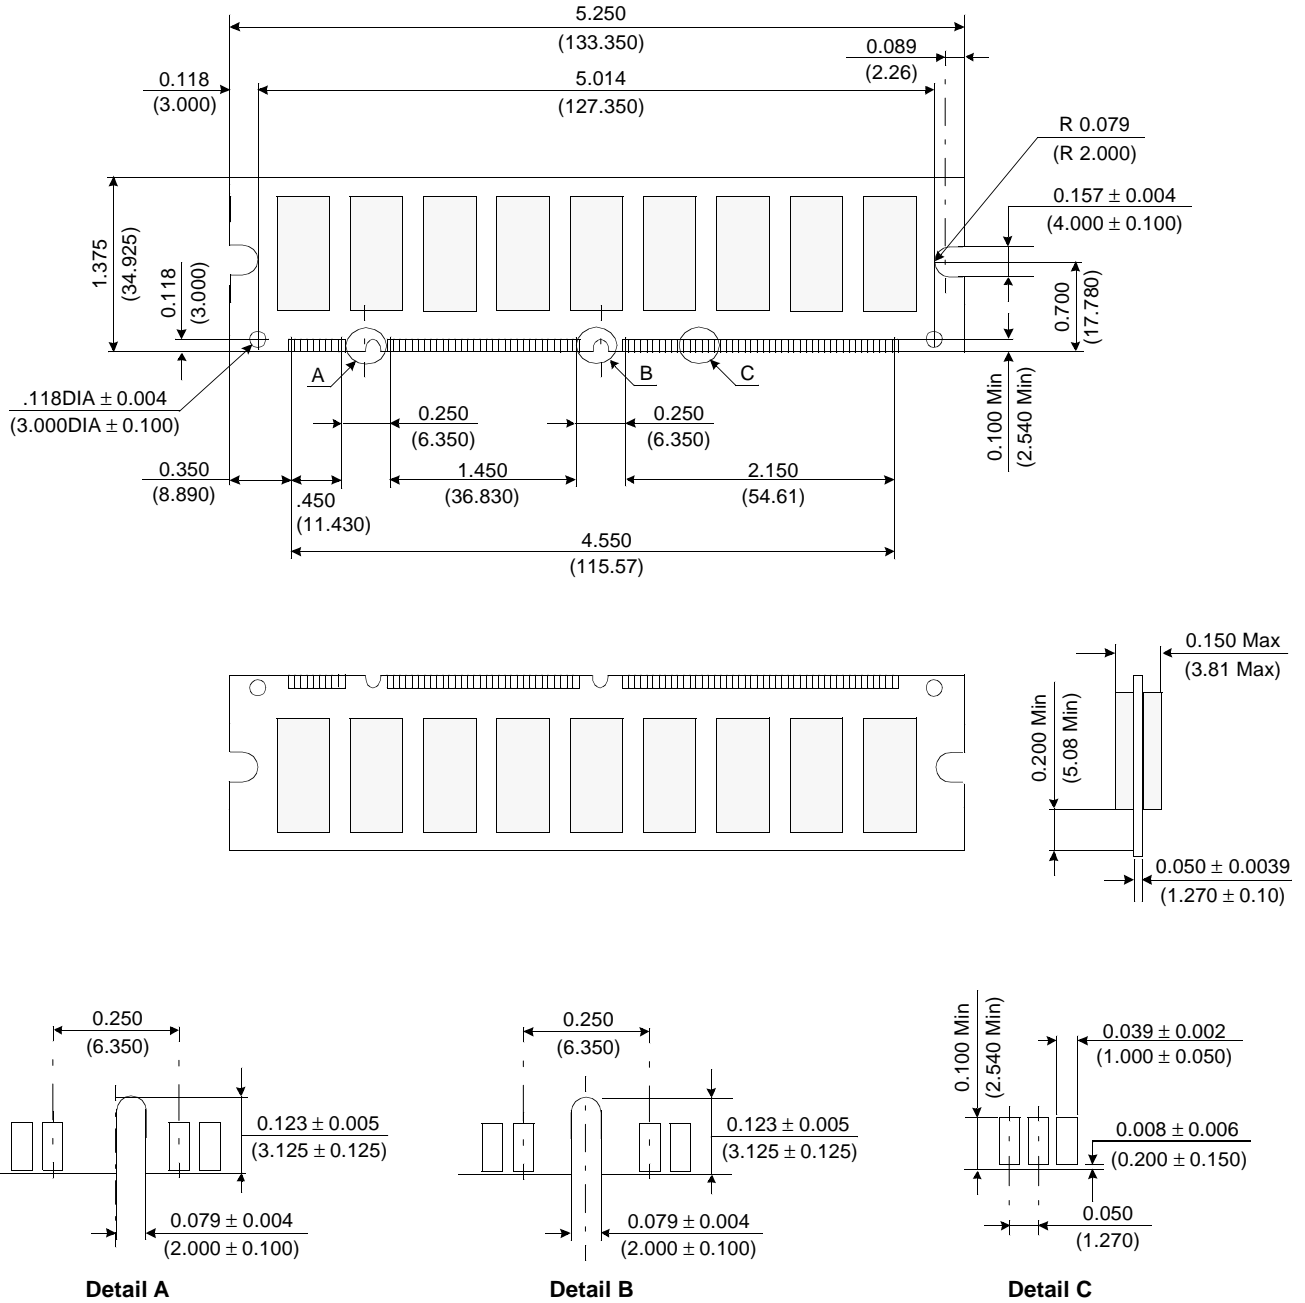 5.250
(133.350)
0.089
(2.26)
0.118
(3.000)
5.014
(127.350)
R 0.079
(R 2.000)
0.157 ± 0.004
(4.000 ± 0.100)
1.375
(34.925)
0.118
(3.000)
0.700
(17.780)
A
B
C
.118DIA ± 0.004
(3.000DIA ± 0.100)
0.250
(6.350)
0.250
(6.350)
0.100 Min
(2.540 Min)
0.350
(8.890)
.450
(11.430)
1.450
(36.830)
2.150
(54.61)
4.550
(115.57)
0.150 Max
(3.81 Max)
0.200 Min
(5.08 Min)
0.050 ± 0.0039
(1.270 ± 0.10)
0.250
(6.350)
0.123 ± 0.005
(3.125 ± 0.125)
0.079 ± 0.004
(2.000 ± 0.100)
Detail A
0.250
(6.350)
0.123 ± 0.005
(3.125 ± 0.125)
0.079 ± 0.004
(2.000 ± 0.100)
Detail B
0.100 Min
(2.540 Min)
0.039 ± 0.002
(1.000 ± 0.050)
0.008 ± 0.006
(0.200 ± 0.150)
0.050
(1.270)
Detail C